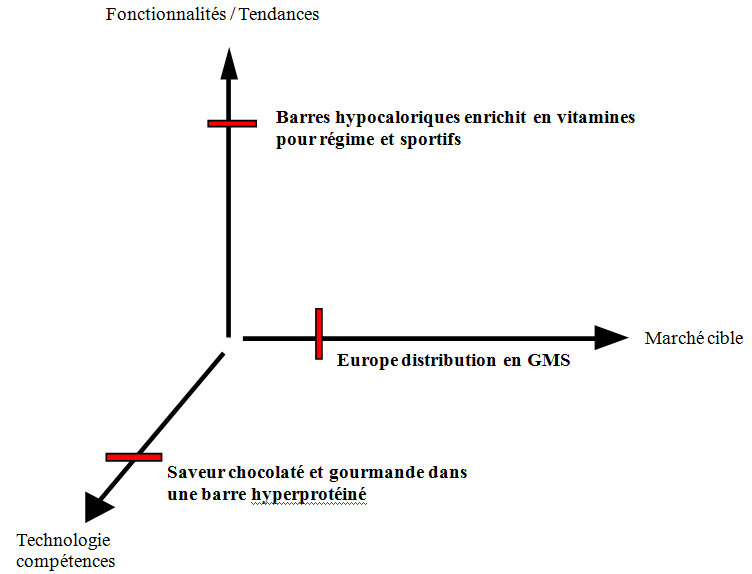 Fonctionnalités / Tendances
Barres hypocaloriques enrichit en vitamines
pour régime et sportifs
Marché cible
Europe distribution en GMS
Saveur chocolaté et gourmande dans
une barre hyperprotéiné
Technologie
compétences